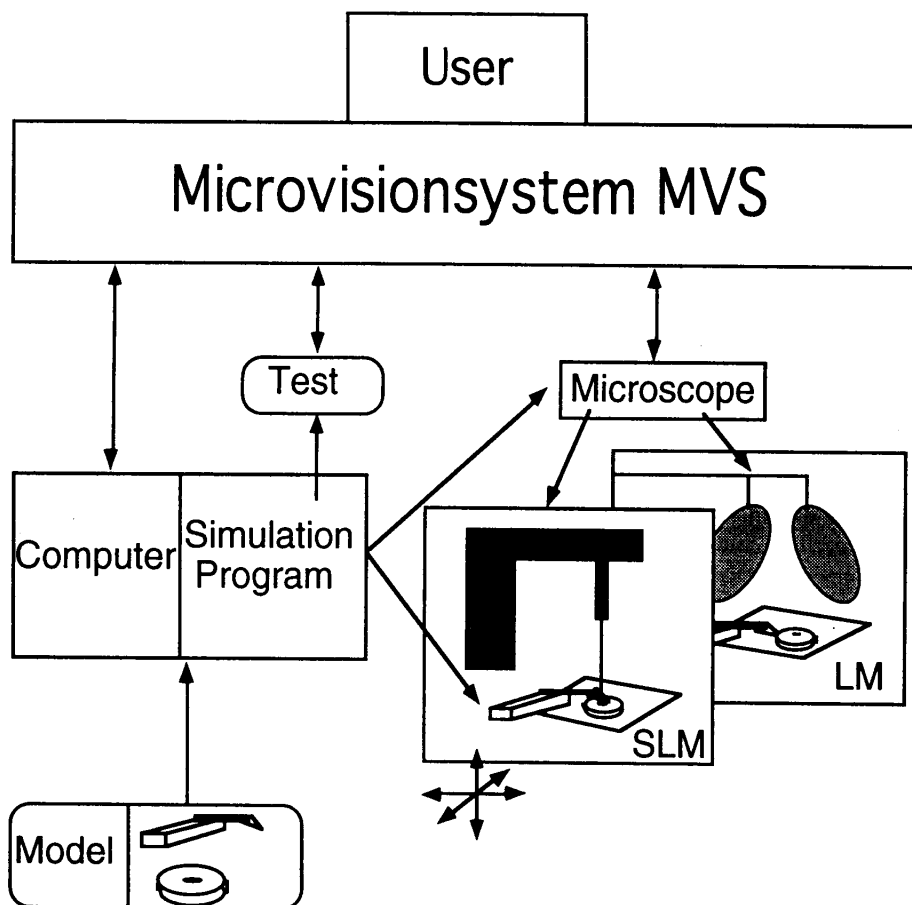 User
Microvisionsystem MVS
Test
Microscope
Computer
Simulation
Program
LM
SLM
Model